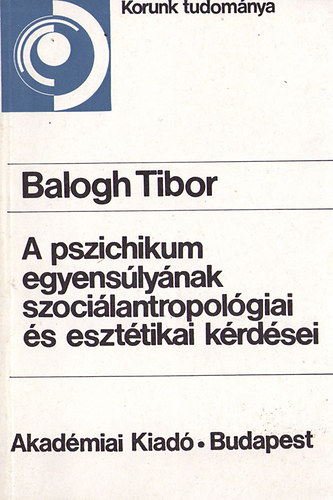 Korunk tudománya
Balogh Tibor
A pszichikum
egyensúlyának
szociálantropológiai
és esztétikai kérdései
Akadémiai Kiadó • Budapest